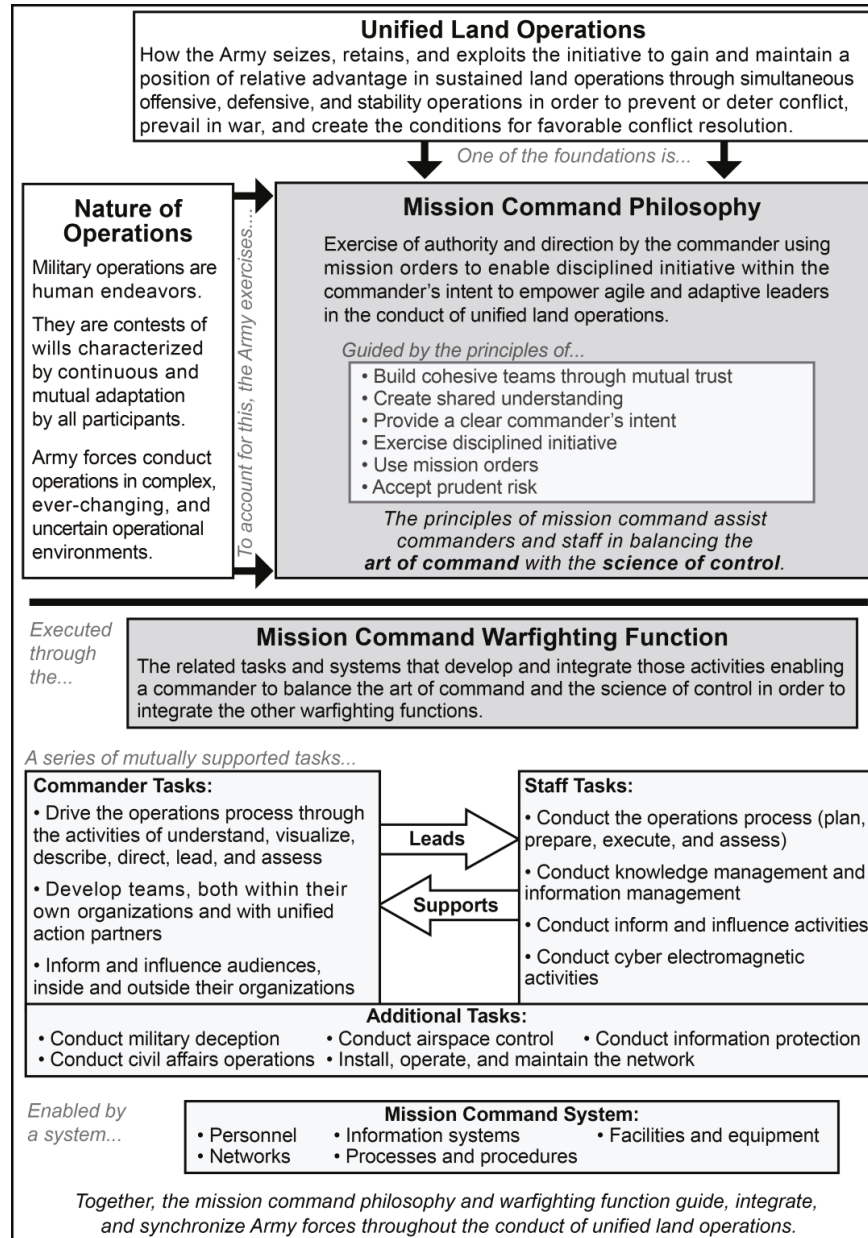 Unified Land Operations
How the Army seizes, retains, and exploits the initiative to gain and maintain a
position of relative advantage in sustained land operations through simultaneous
offensive, defensive, and stability operations in order to prevent or deter conflict,
prevail in war, and create the conditions for favorable conflict resolution.
One of the foundations is...
Nature of
Operations
Military operations are
human endeavors.
They are contests of
wills characterized
by continuous and
mutual adaptation
by all participants.
Army forces conduct
operations in complex,
ever-changing, and
uncertain operational
environments.
To account for this, the Army exercises....
Mission Command Philosophy
Exercise of authority and direction by the commander using
mission orders to enable disciplined initiative within the
commander's intent to empower agile and adaptive leaders
in the conduct of unified land operations.
Guided by the principles of...
• Build cohesive teams through mutual trust
• Create shared understanding
• Provide a clear commander's intent
• Exercise disciplined initiative
• Use mission orders
• Accept prudent risk
The principles of mission command assist
commanders and staff in balancing the
art of command with the science of control.
Executed
through
the...
Mission Command Warfighting Function
The related tasks and systems that develop and integrate those activities enabling
a commander to balance the art of command and the science of control in order to
integrate the other warfighting functions.
A series of mutually supported tasks...
Commander Tasks:
• Drive the operations process through
the activities of understand, visualize,
describe, direct, lead, and assess
• Develop teams, both within their
own organizations and with unified
action partners
• Inform and influence audiences,
inside and outside their organizations
Leads
Supports
Staff Tasks:
• Conduct the operations process (plan,
prepare, execute, and assess)
• Conduct knowledge management and
information management
• Conduct inform and influence activities
• Conduct cyber electromagnetic
activities
Additional Tasks:
• Conduct military deception • Conduct airspace control • Conduct information protection
• Conduct civil affairs operations • Install, operate, and maintain the network
Enabled by
a system...
Mission Command System:
• Personnel • Information systems • Facilities and equipment
• Networks • Processes and procedures
Together, the mission command philosophy and warfighting function guide, integrate,
and synchronize Army forces throughout the conduct of unified land operations.